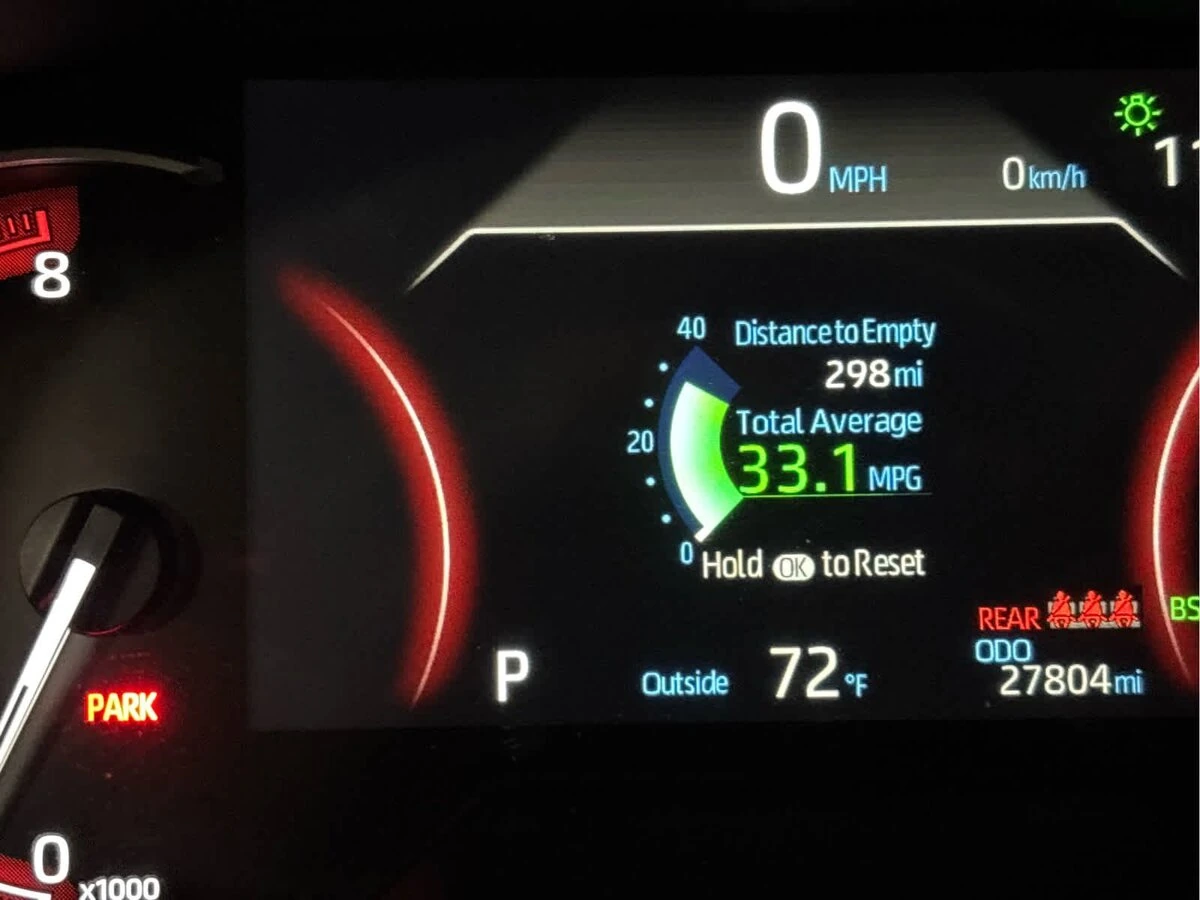 0 MPH
0 km/h
8
40
Distance to Empty
298 mi
Total Average
20
33.1 MPG
0
Hold OK to Reset
REAR
BS
ODO
27804 mi
P
Outside 72 °F
PARK
0
x1000